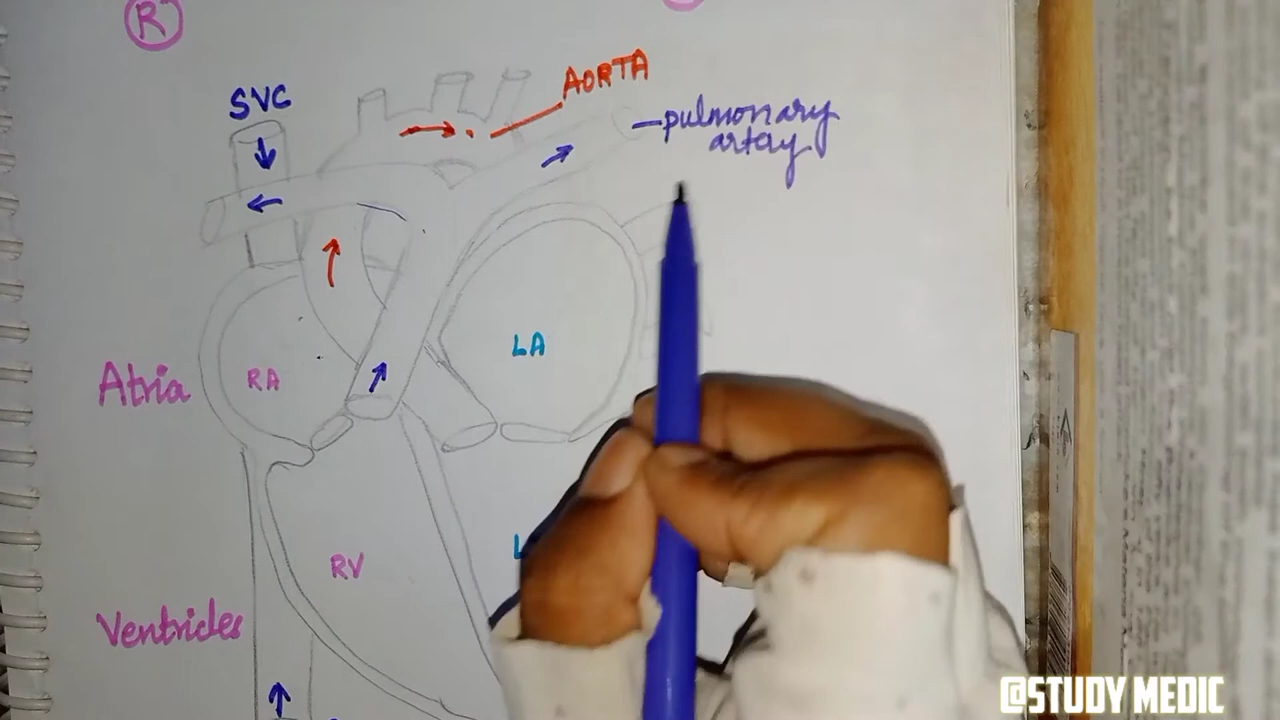 R
SVC
AORTA
pulmonary
artery
LA
RA
Atria
L
RV
Ventricles
@STUDY MEDIC